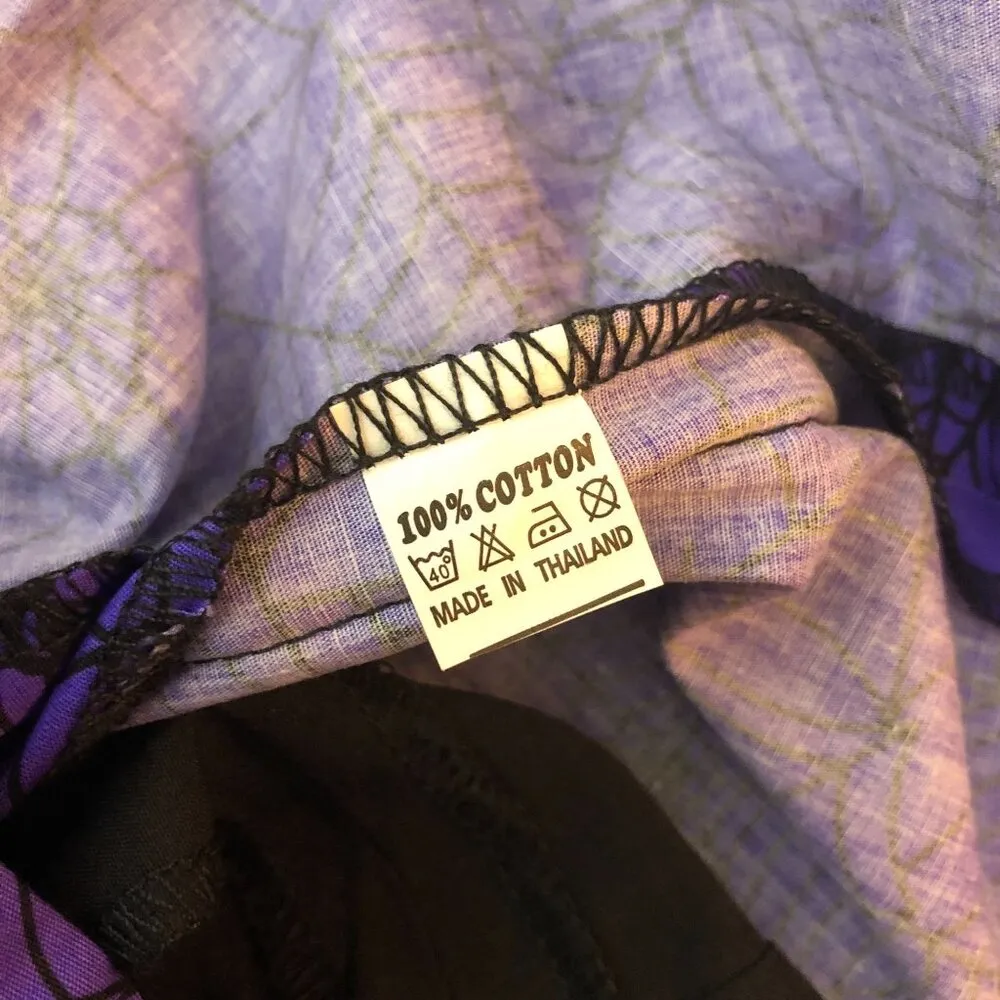 100% COTTON
40°
MADE IN THAILAND